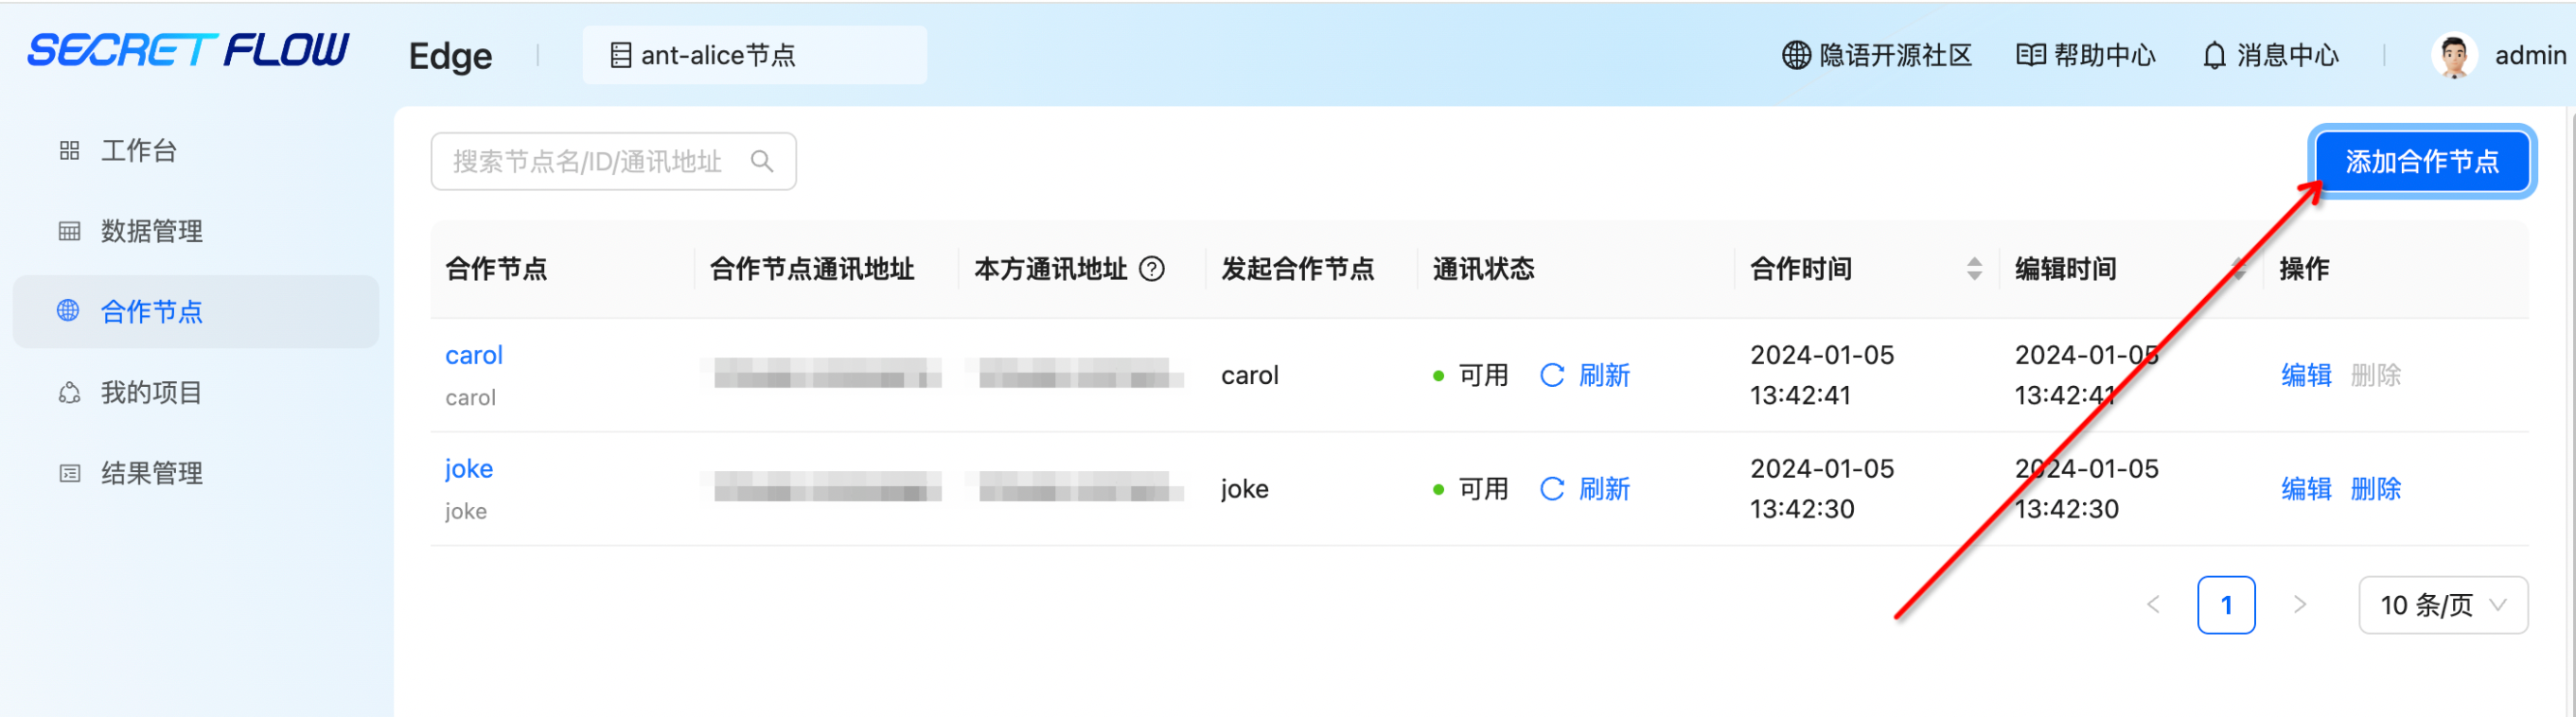 SECRET FLOW
Edge
ant-alice节点
隐语开源社区
帮助中心
消息中心
admin
工作台
数据管理
合作节点
我的项目
结果管理
搜索节点名/ID/通讯地址
添加合作节点
合作节点 合作节点通讯地址 本方通讯地址 ? 发起合作节点 通讯状态 合作时间 编辑时间 操作
carol
carol
carol
可用 刷新
2024-01-05
13:42:41
2024-01-05
13:42:41
编辑 删除
joke
joke
joke
可用 刷新
2024-01-05
13:42:30
2024-01-05
13:42:30
编辑 删除
< 1 >
10 条/页